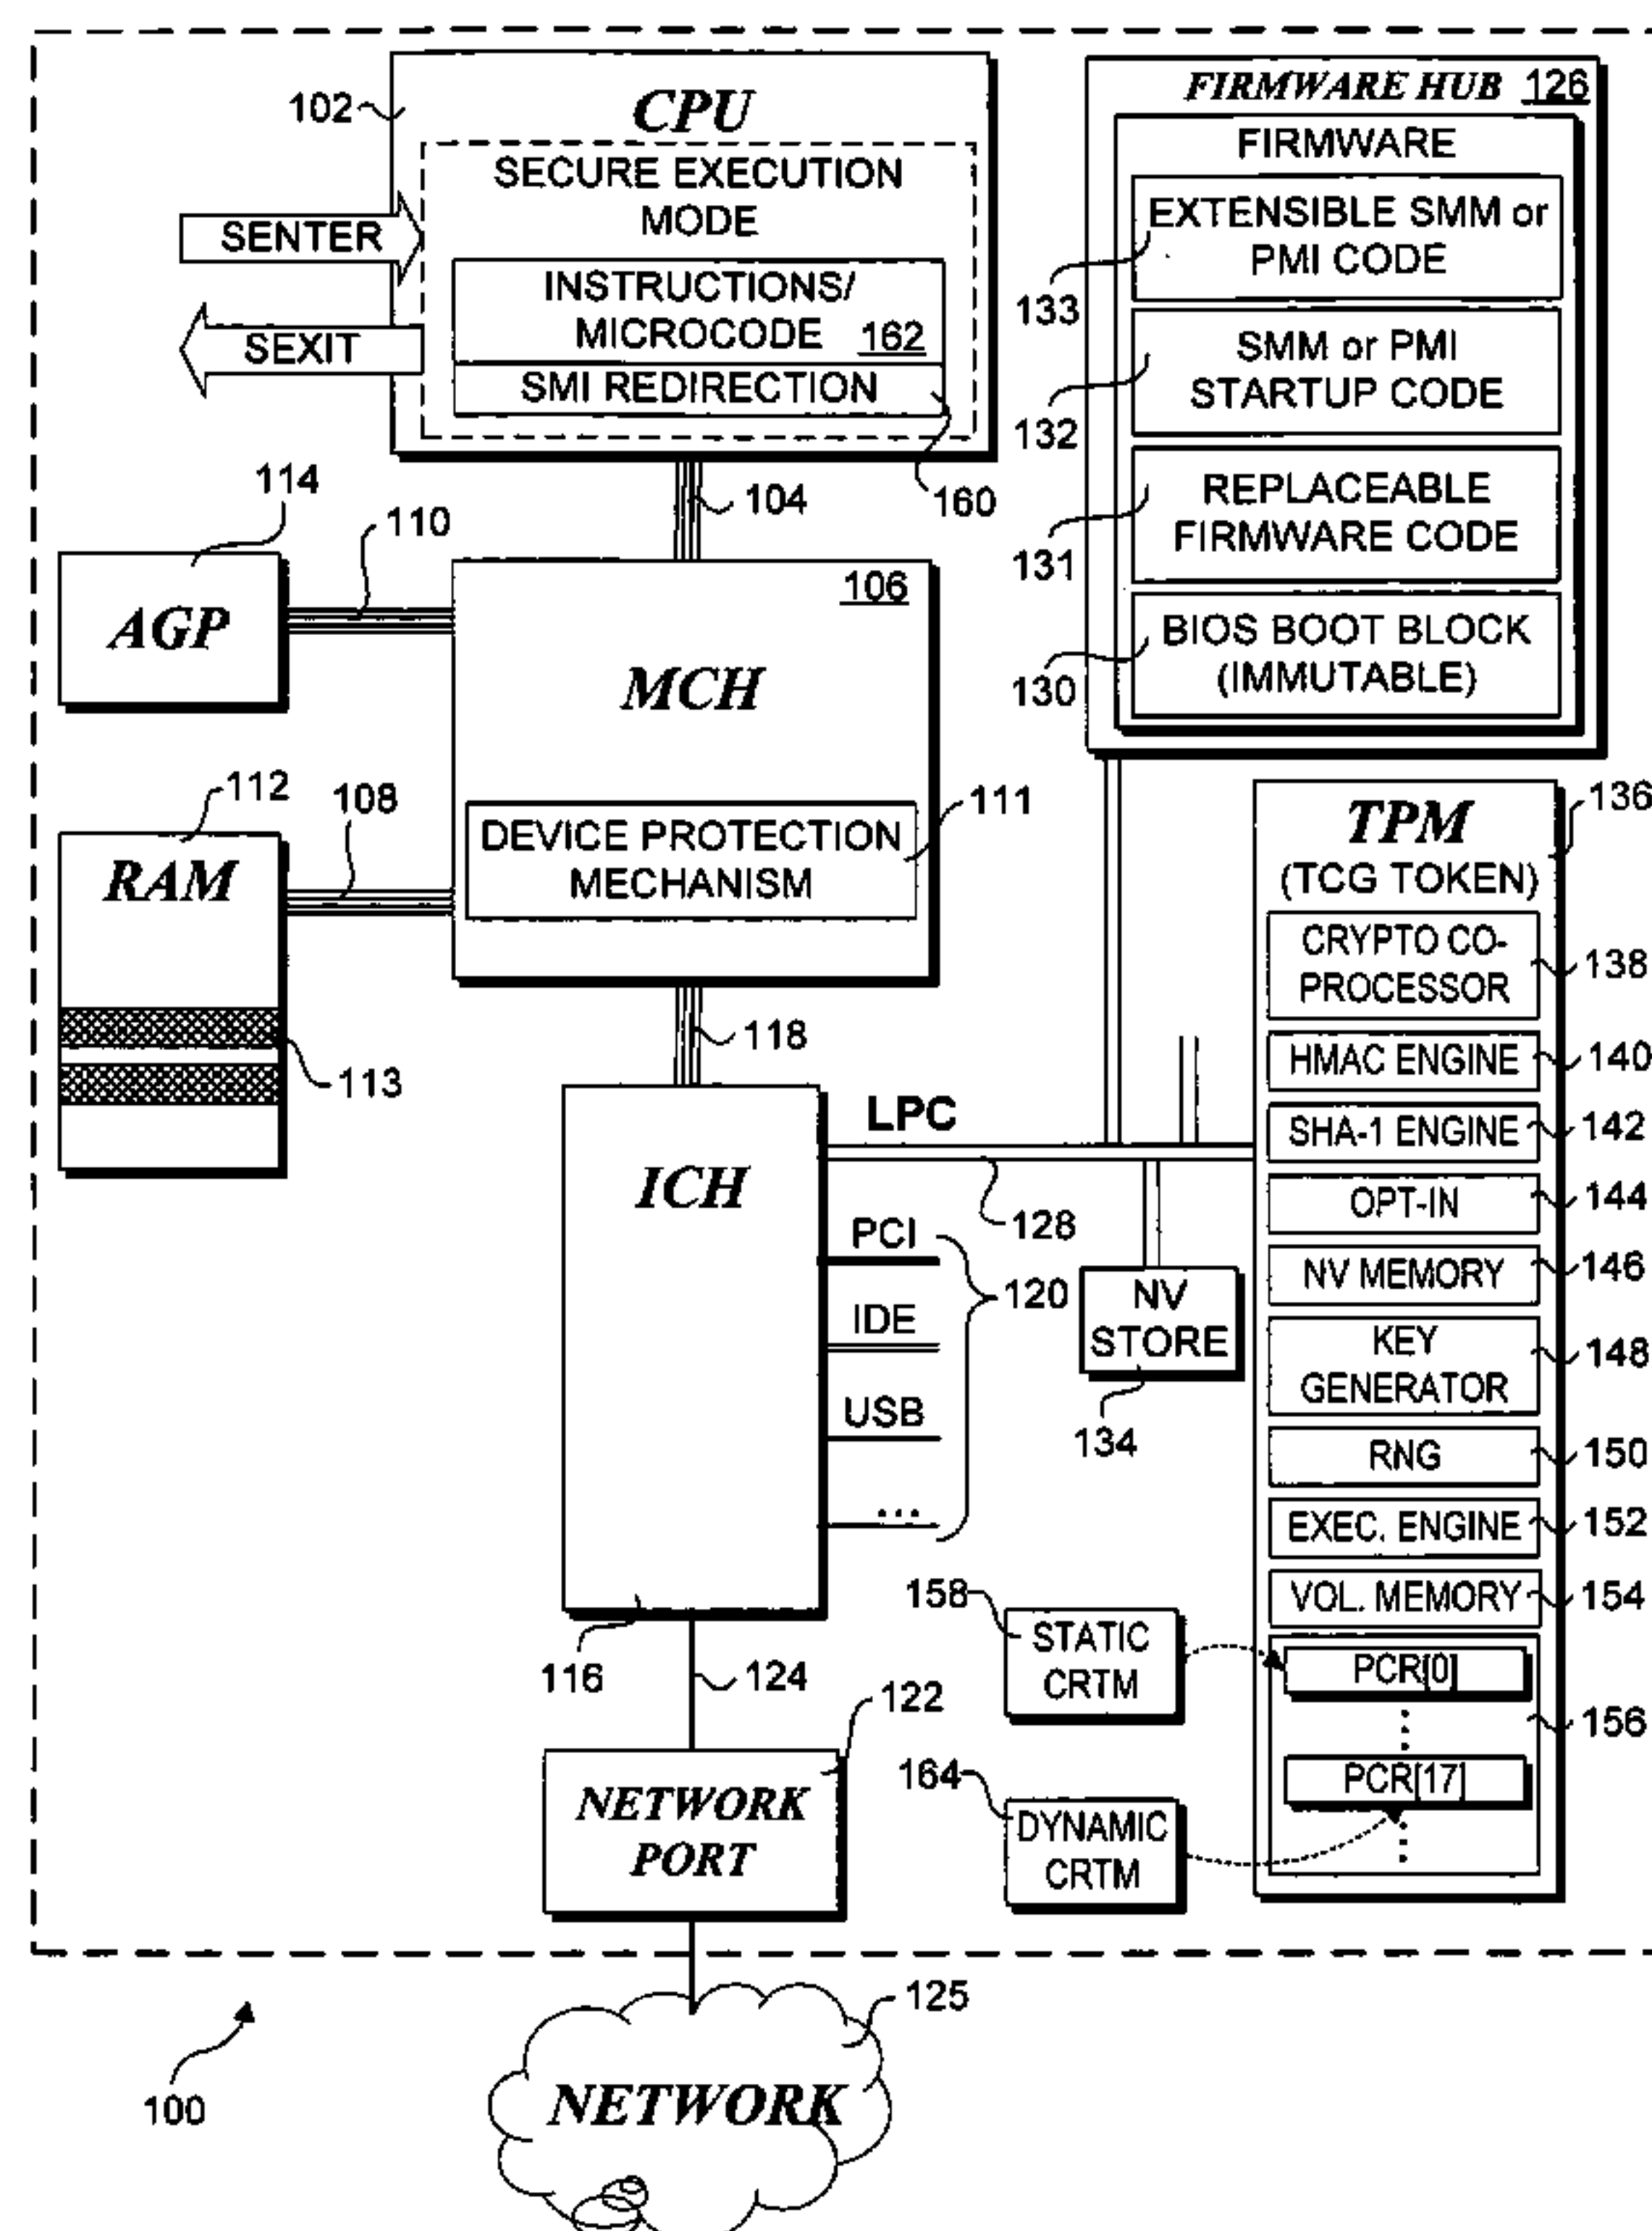 102
CPU
SECURE EXECUTION
MODE
SENTER
INSTRUCTIONS/
MICROCODE 162
SEXIT
SMI REDIRECTION
160
104
FIRMWARE HUB 126
FIRMWARE
EXTENSIBLE SMM or
PMI CODE
133
SMM or PMI
STARTUP CODE
132
REPLACEABLE
FIRMWARE CODE
131
BIOS BOOT BLOCK
(IMMUTABLE)
130
114
110
AGP
106
MCH
112
108
RAM
DEVICE PROTECTION
MECHANISM
111
113
118
136
TPM
(TCG TOKEN)
CRYPTO CO-
PROCESSOR
138
HMAC ENGINE
140
SHA-1 ENGINE
142
OPT-IN
144
NV MEMORY
146
KEY
GENERATOR
148
RNG
150
EXEC. ENGINE
152
VOL. MEMORY
154
PCR[0]
156
PCR[17]
LPC
ICH
128
PCI
IDE
USB
...
120
NV
STORE
134
158
STATIC
CRTM
116
124
122
164
DYNAMIC
CRTM
NETWORK
PORT
125
NETWORK
100